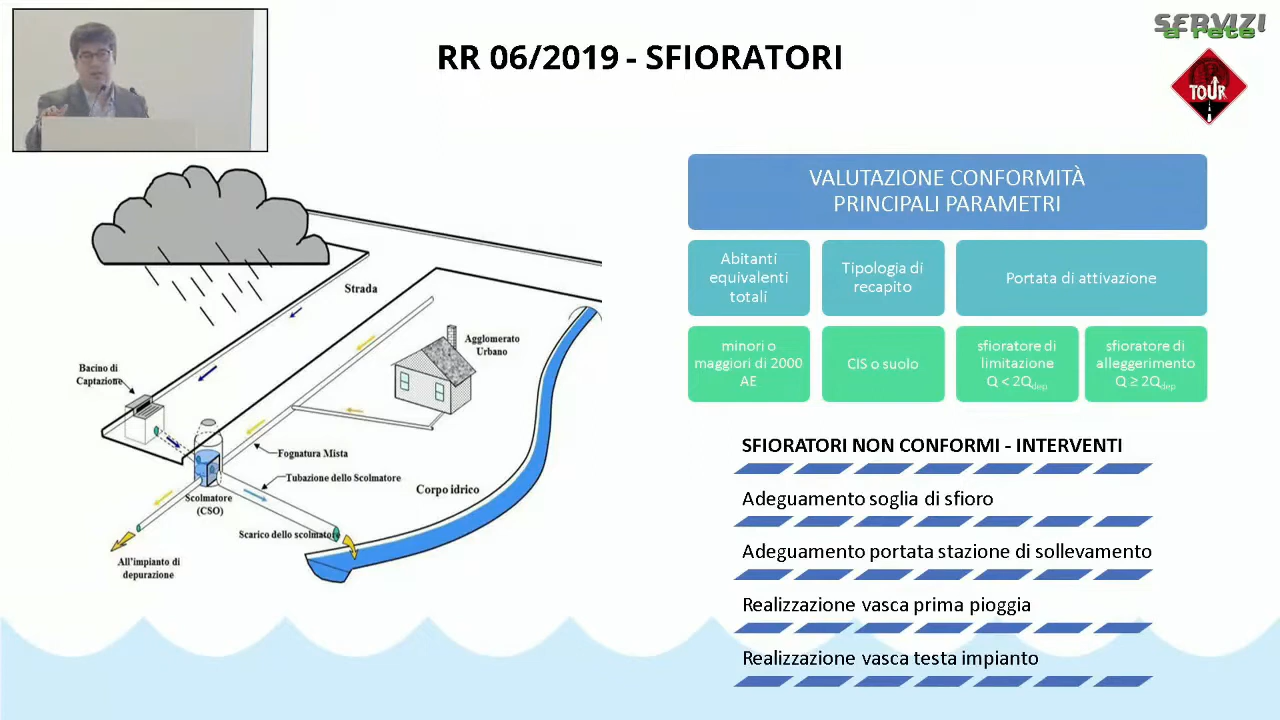 RR 06/2019 - SFIORATORI
SERVIZI
a rete
TOUR
Strada
Agglomerato
Urbano
Bacino di
Captazione
Fognatura Mista
Tubazione dello Scolmatore
Scolmatore
(CSO)
Corpo idrico
Scarico dello scolmatore
All'impianto di
depurazione
VALUTAZIONE CONFORMITÀ
PRINCIPALI PARAMETRI
Abitanti
equivalenti
totali
Tipologia di
recapito
Portata di attivazione
minori o
maggiori di 2000
AE
CIS o suolo
sfioratore di
limitazione
Q < 2Qdep
sfioratore di
alleggerimento
Q ≥ 2Qdep
SFIORATORI NON CONFORMI - INTERVENTI
Adeguamento soglia di sfioro
Adeguamento portata stazione di sollevamento
Realizzazione vasca prima pioggia
Realizzazione vasca testa impianto